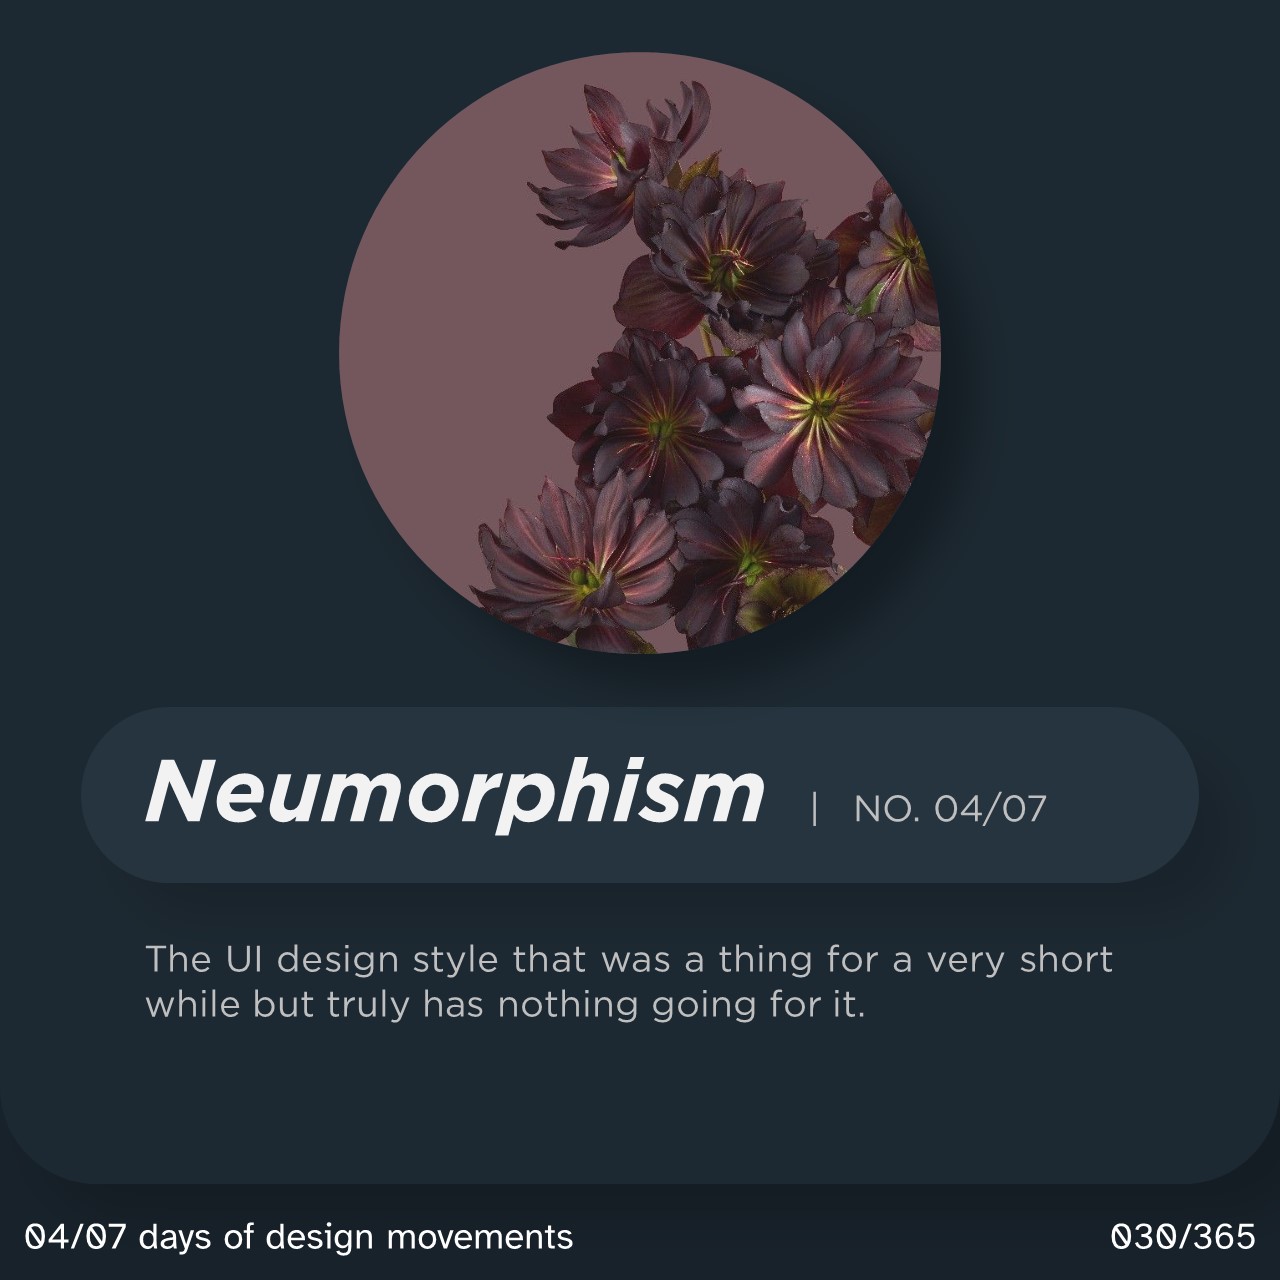 Neumorphism | NO. 04/07
The UI design style that was a thing for a very short
while but truly has nothing going for it.
04/07 days of design movements
030/365